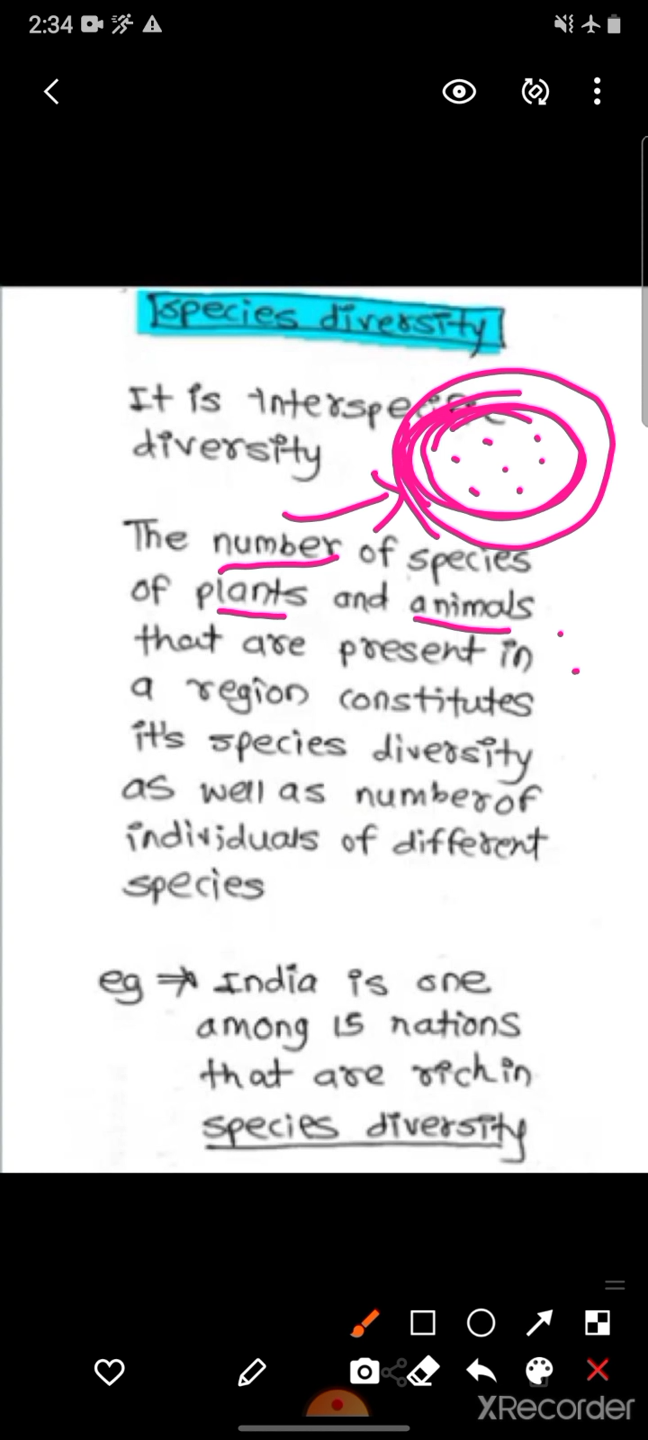 2:34
species diversity
It is Interspecific
diversity
The number of species
of plants and animals
that are present in
a region constitutes
it's species diversity
as well as number of
individuals of different
species
eg ⇒ India is one
among 15 nations
that are rich in
species diversity
XRecorder